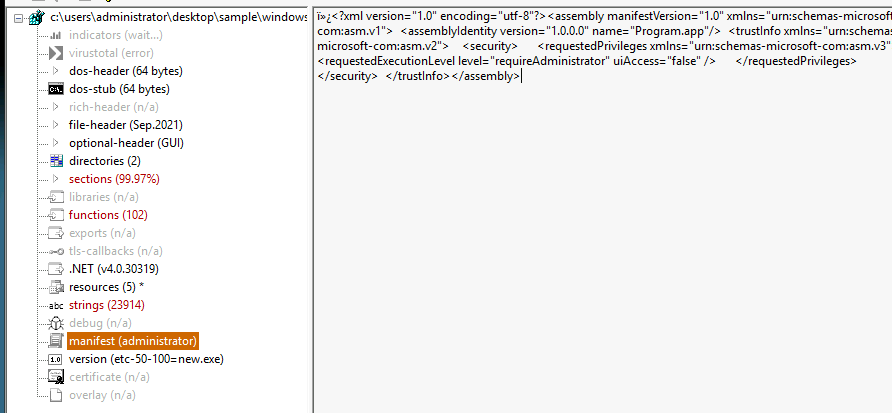 c:\users\administrator\desktop\sample\windows
indicators (wait...)
virustotal (error)
dos-header (64 bytes)
dos-stub (64 bytes)
rich-header (n/a)
file-header (Sep.2021)
optional-header (GUI)
directories (2)
sections (99.97%)
libraries (n/a)
functions (102)
exports (n/a)
tls-callbacks (n/a)
.NET (v4.0.30319)
resources (5) *
abc strings (23914)
debug (n/a)
manifest (administrator)
1.0 version (etc-50-100=new.exe)
certificate (n/a)
overlay (n/a)
ï»¿<?xml version="1.0" encoding="utf-8"?><assembly manifestVersion="1.0" xmlns="urn:schemas-microsoft
com:asm.v1"> <assemblyIdentity version="1.0.0.0" name="Program.app"/> <trustInfo xmlns="urn:schemas
microsoft-com:asm.v2"> <security> <requestedPrivileges xmlns="urn:schemas-microsoft-com:asm.v3"
<requestedExecutionLevel level="requireAdministrator" uiAccess="false" /> </requestedPrivileges>
</security> </trustInfo></assembly>